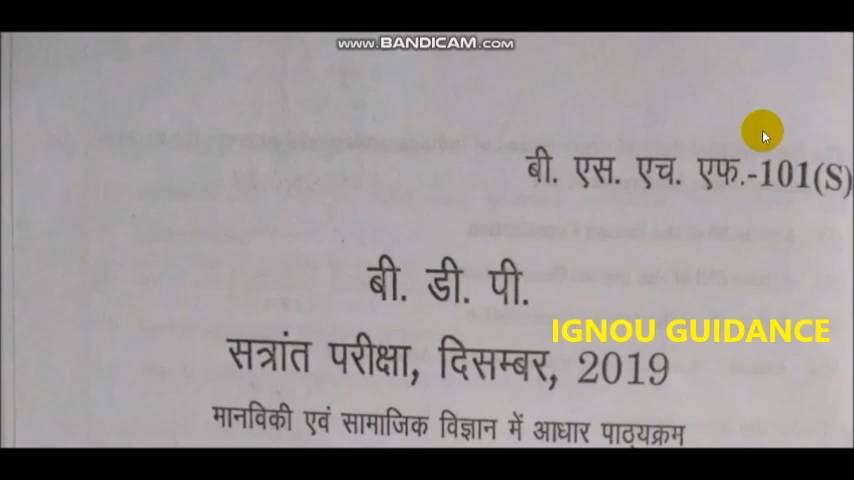 www.BANDICAM.com
बी. एस. एच. एफ.-101(S)
बी. डी. पी.
IGNOU GUIDANCE
सत्रांत परीक्षा, दिसम्बर, 2019
मानविकी एवं सामाजिक विज्ञान में आधार पाठ्यक्रम